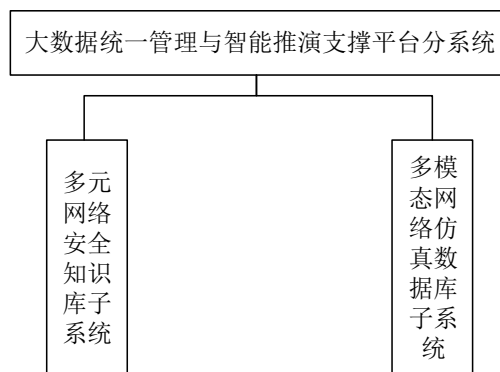 大数据统一管理与智能推演支撑平台分系统
多元
网络
安全
知识
库子
系统
多模
态网
络仿
真数
据库
子系
统